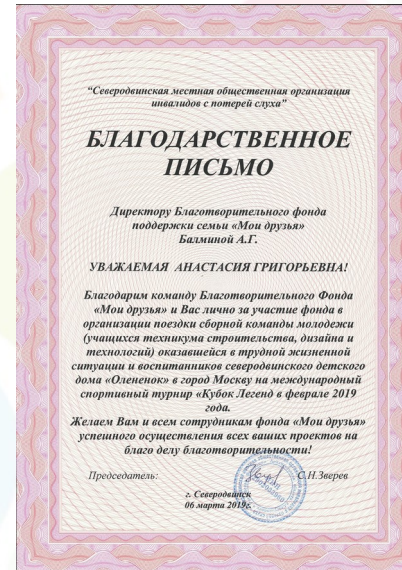 “Северодвинская местная общественная организация
инвалидов с потерей слуха”
БЛАГОДАРСТВЕННОЕ
ПИСЬМО
Директору Благотворительного фонда
поддержки семьи «Мои друзья»
Балминой А.Г.
УВАЖАЕМАЯ АНАСТАСИЯ ГРИГОРЬЕВНА!
Благодарим команду Благотворительного Фонда
«Мои друзья» и Вас лично за участие фонда в
организации поездки сборной команды молодежи
(учащихся техникума строительства, дизайна и
технологий) оказавшейся в трудной жизненной
ситуации и воспитанников северодвинского детского
дома «Олененок» в город Москву на международный
спортивный турнир «Кубок Легенд в феврале 2019
года.
Желаем Вам и всем сотрудникам фонда «Мои друзья»
успешного осуществления всех ваших проектов на
благо делу благотворительности!
Председатель: С.Н.Зверев
г. Северодвинск
06 марта 2019г.